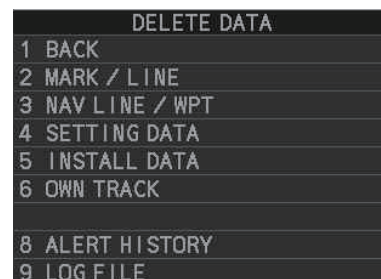 DELETE DATA
1 BACK
2 MARK / LINE
3 NAV LINE / WPT
4 SETTING DATA
5 INSTALL DATA
6 OWN TRACK
8 ALERT HISTORY
9 LOG FILE